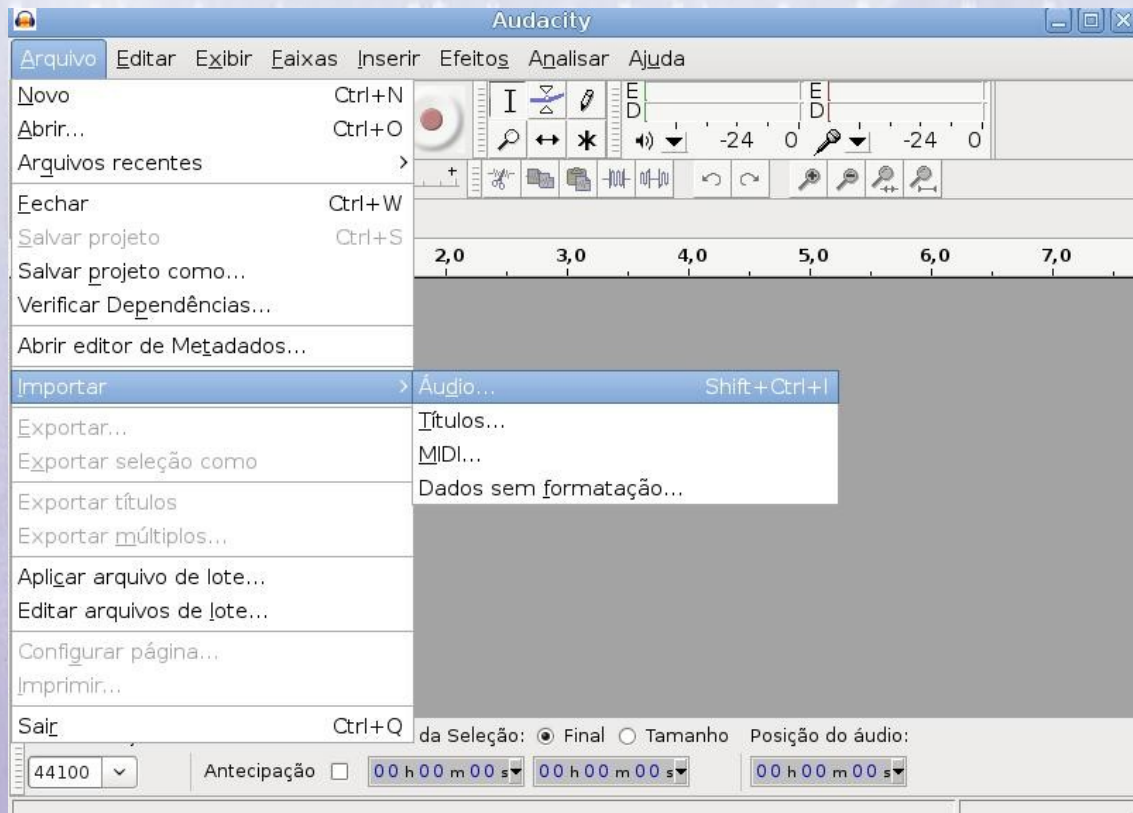 Audacity
Arquivo Editar Exibir Faixas Inserir Efeitos Analisar Ajuda
Novo Ctrl+N
Abrir... Ctrl+O
Arquivos recentes
Fechar Ctrl+W
Salvar projeto Ctrl+S
Salvar projeto como...
Verificar Dependências...
Abrir editor de Metadados...
Importar
Exportar...
Exportar seleção como
Exportar títulos
Exportar múltiplos...
Aplicar arquivo de lote...
Editar arquivos de lote...
Configurar página...
Imprimir...
Sair Ctrl+Q
Áudio... Shift+Ctrl+I
Títulos...
MIDI...
Dados sem formatação...
E E
D D
-24 0 -24 0
2,0 3,0 4,0 5,0 6,0 7,0
da Seleção: Final Tamanho Posição do áudio:
44100 Antecipação 00 h 00 m 00 s 00 h 00 m 00 s 00 h 00 m 00 s